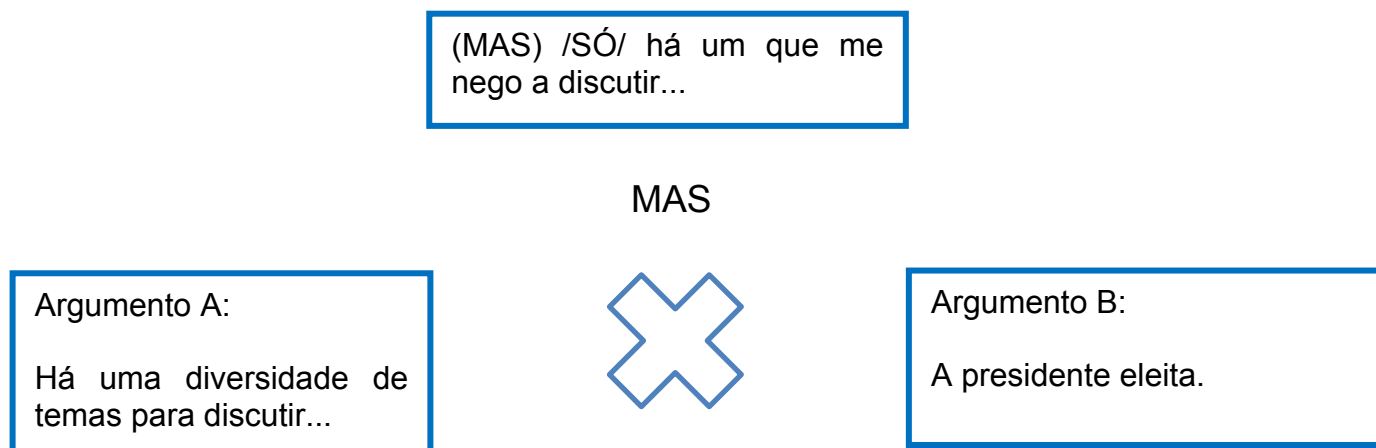 (MAS) /SÓ/ há um que me
nego a discutir...
MAS
Argumento A:
Há uma diversidade de
temas para discutir...
Argumento B:
A presidente eleita.